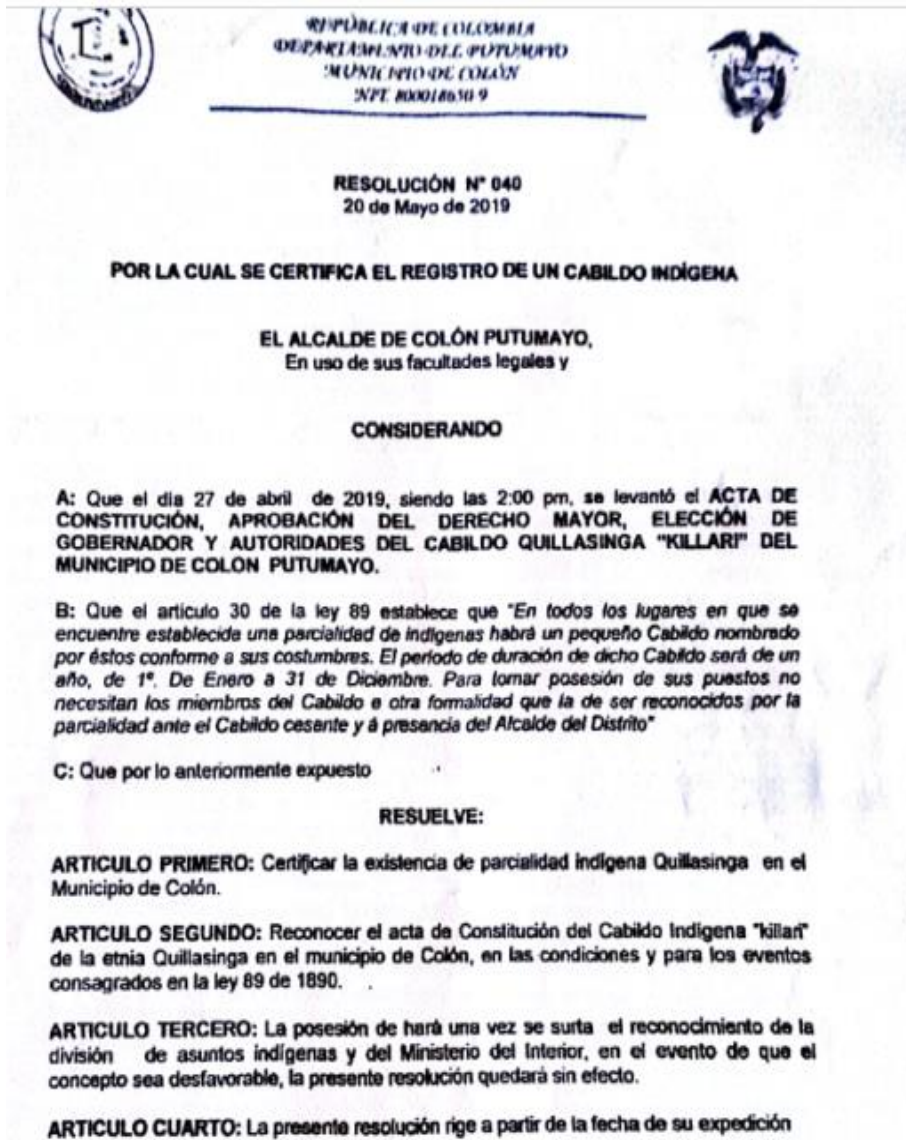 REPÚBLICA DE COLOMBIA
DEPARTAMENTO DEL PUTUMAYO
MUNICIPIO DE COLÓN
NIT. 800018650-9
RESOLUCIÓN N° 040
20 de Mayo de 2019
POR LA CUAL SE CERTIFICA EL REGISTRO DE UN CABILDO INDÍGENA
EL ALCALDE DE COLÓN PUTUMAYO,
En uso de sus facultades legales y
CONSIDERANDO
A: Que el día 27 de abril de 2019, siendo las 2:00 pm, se levantó el ACTA DE
CONSTITUCIÓN, APROBACIÓN DEL DERECHO MAYOR, ELECCIÓN DE
GOBERNADOR Y AUTORIDADES DEL CABILDO QUILLASINGA "KILLARI" DEL
MUNICIPIO DE COLON PUTUMAYO.
B: Que el artículo 30 de la ley 89 establece que "En todos los lugares en que se
encuentre establecida una parcialidad de indígenas habrá un pequeño Cabildo nombrado
por éstos conforme a sus costumbres. El periodo de duración de dicho Cabildo será de un
año, de 1º. De Enero a 31 de Diciembre. Para tomar posesión de sus puestos no
necesitan los miembros del Cabildo e otra formalidad que la de ser reconocidos por la
parcialidad ante el Cabildo cesante y á presencia del Alcalde del Distrito"
C: Que por lo anteriormente expuesto
RESUELVE:
ARTICULO PRIMERO: Certificar la existencia de parcialidad indígena Quillasinga en el
Municipio de Colón.
ARTICULO SEGUNDO: Reconocer el acta de Constitución del Cabildo Indígena "killari"
de la etnia Quillasinga en el municipio de Colón, en las condiciones y para los eventos
consagrados en la ley 89 de 1890.
ARTICULO TERCERO: La posesión de hará una vez se surta el reconocimiento de la
división de asuntos indígenas y del Ministerio del Interior, en el evento de que el
concepto sea desfavorable, la presente resolución quedará sin efecto.
ARTICULO CUARTO: La presente resolución rige a partir de la fecha de su expedición